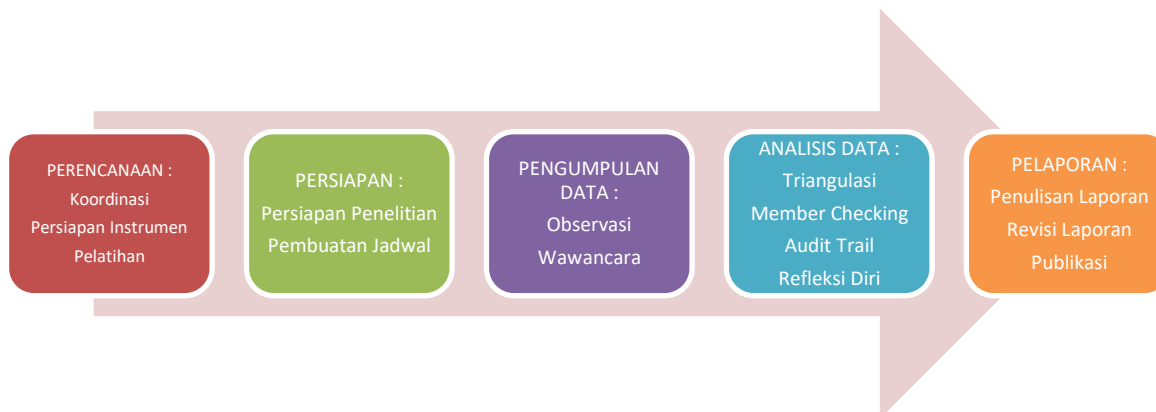 PERENCANAAN :
Koordinasi
Persiapan Instrumen
Pelatihan
PERSIAPAN :
Persiapan Penelitian
Pembuatan Jadwal
PENGUMPULAN
DATA :
Observasi
Wawancara
ANALISIS DATA :
Triangulasi
Member Checking
Audit Trail
Refleksi Diri
PELAPORAN :
Penulisan Laporan
Revisi Laporan
Publikasi